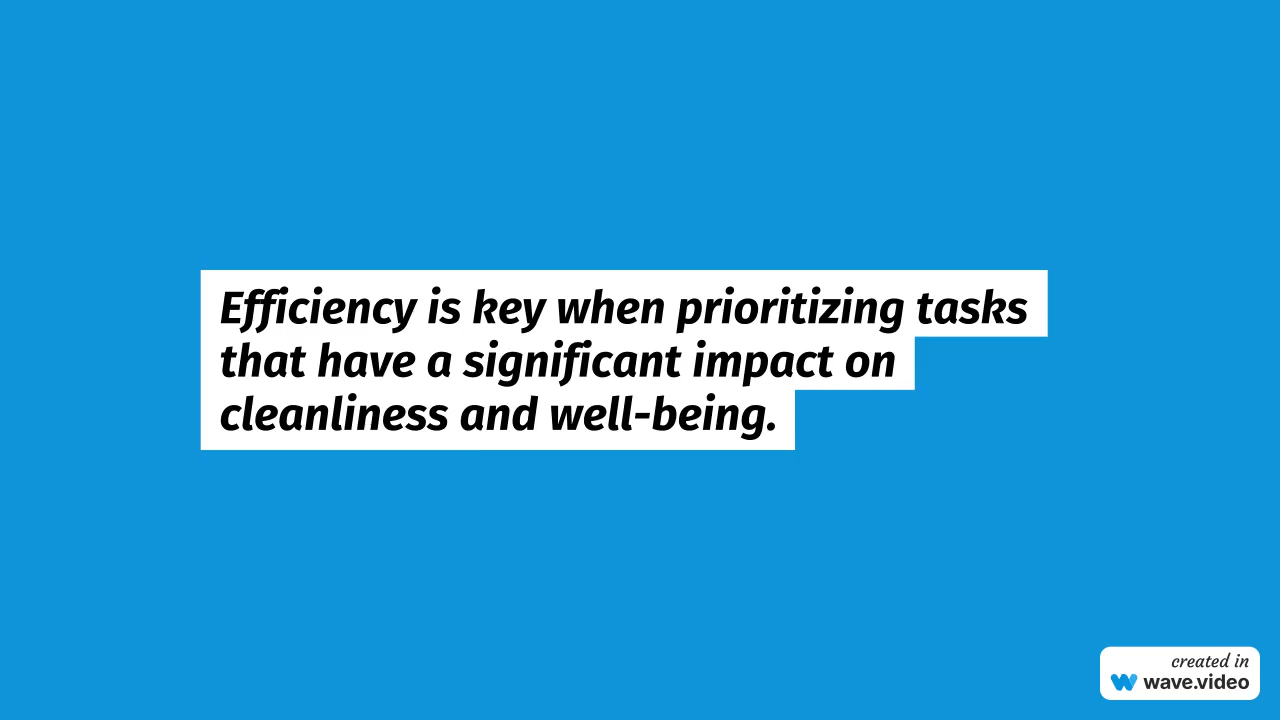 Efficiency is key when prioritizing tasks
that have a significant impact on
cleanliness and well-being.
created in
wave.video